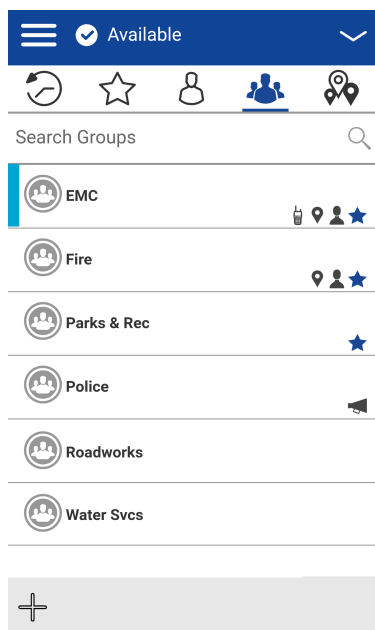 Available
Search Groups
EMC
Fire
Parks & Rec
Police
Roadworks
Water Svcs